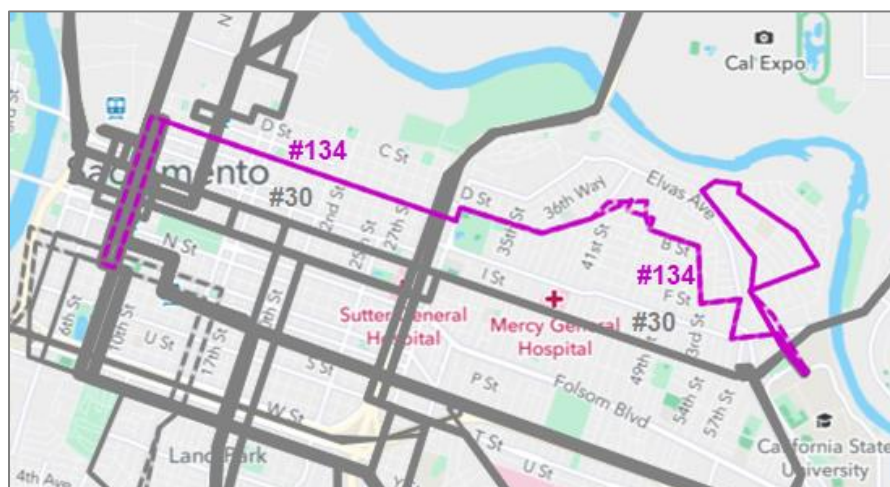 Cal Expo
D St
#134
C St
Sacramento
#30
D St
36th Way
Elvas Ave
22nd St
25th St
27th St
35th St
41st St
B St
N St
I St
#134
F St
6th St
10th St
Sutter General
Hospital
Mercy General
Hospital
#30
U St
17th St
S St
49th St
P St
Folsom Blvd
54th St
57th St
W St
T St
U St
Land Park
California State
University
4th Ave